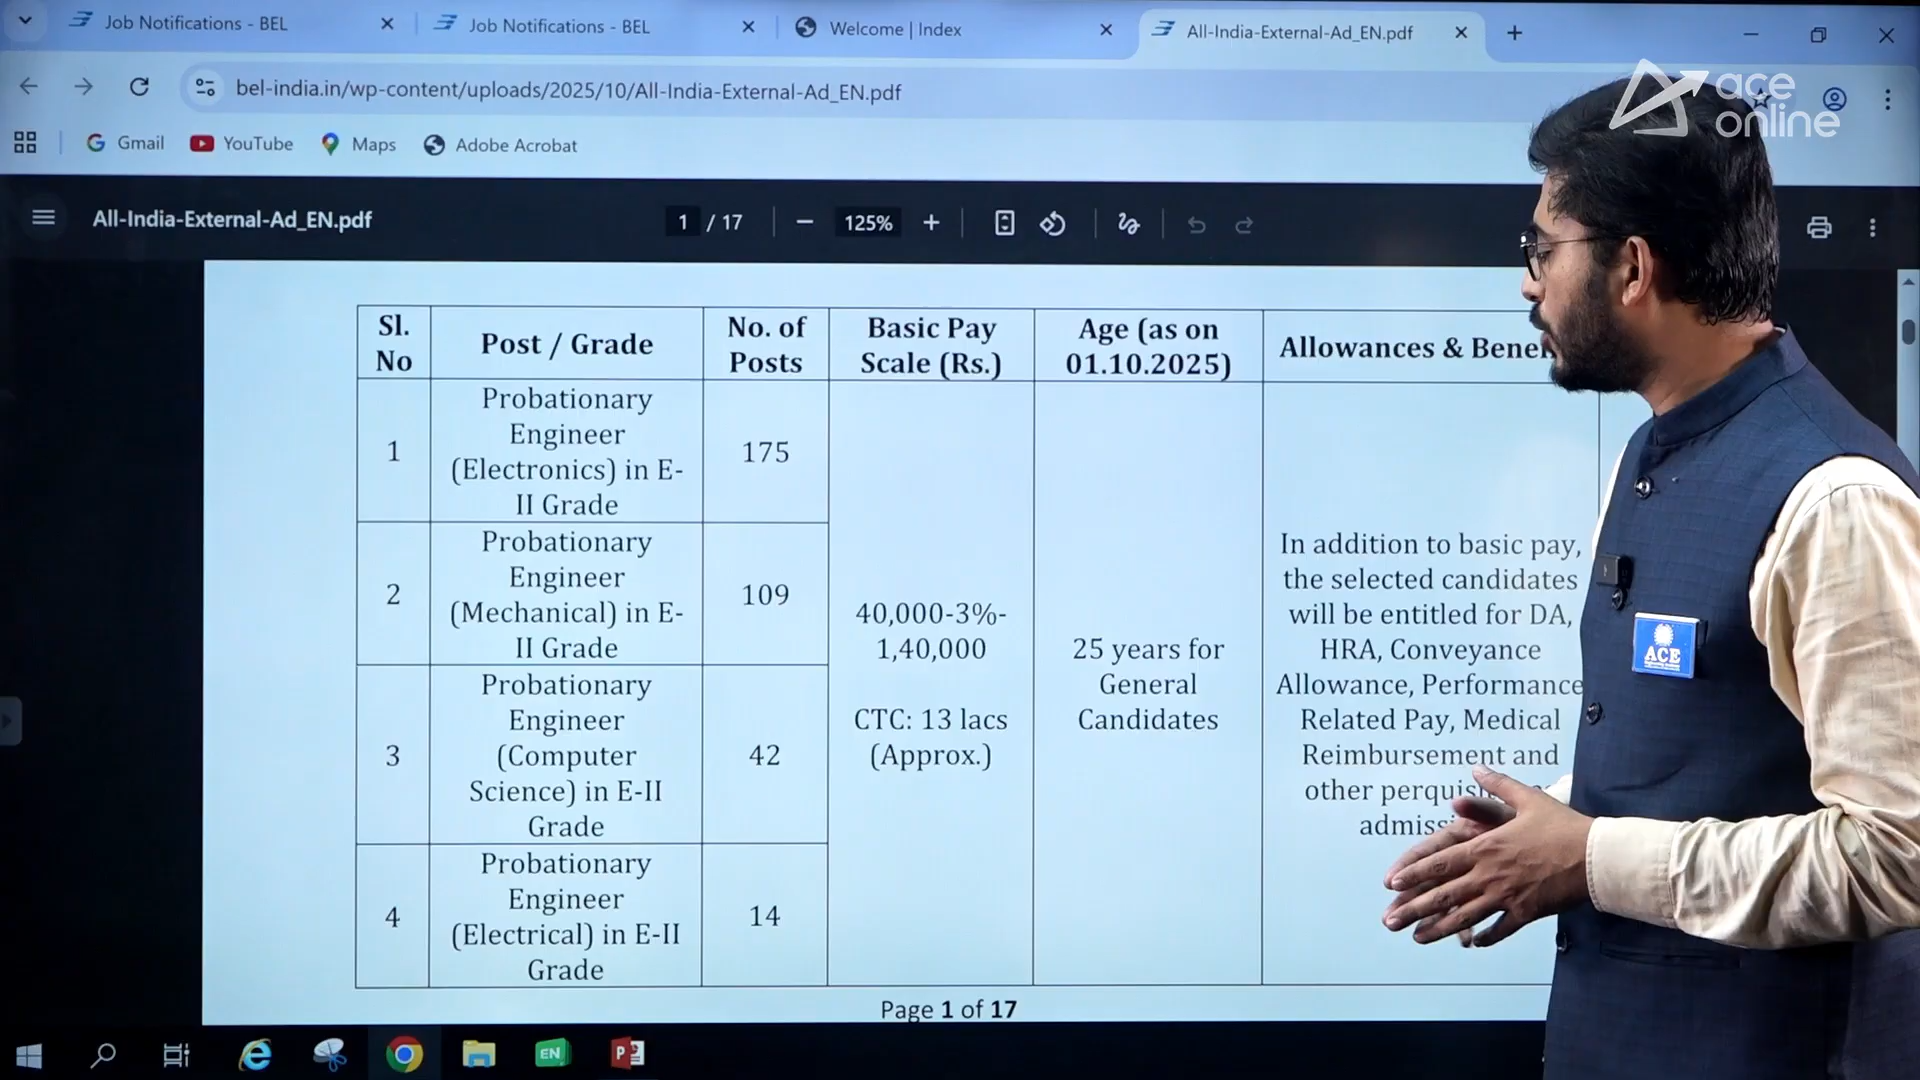 Job Notifications - BEL
Job Notifications - BEL
Welcome | Index
All-India-External-Ad_EN.pdf
bel-india.in/wp-content/uploads/2025/10/All-India-External-Ad_EN.pdf
ace
online
Gmail
YouTube
Maps
Adobe Acrobat
All-India-External-Ad_EN.pdf
1 / 17
125%
Sl.
No
Post / Grade
No. of
Posts
Basic Pay
Scale (Rs.)
Age (as on
01.10.2025)
Allowances &
1
Probationary
Engineer
(Electronics) in E-
II Grade
175
2
Probationary
Engineer
(Mechanical) in E-
II Grade
109
3
Probationary
Engineer
(Computer
Science) in E-II
Grade
42
4
Probationary
Engineer
(Electrical) in E-II
Grade
14
40,000-3%-
1,40,000
CTC: 13 lacs
(Approx.)
25 years for
General
Candidates
In addition to basic pay,
the selected candidates
will be entitled for DA,
HRA, Conveyance
Allowance, Performance
Related Pay, Medical
Reimbursement and
other
ACE
Page 1 of 17
EN